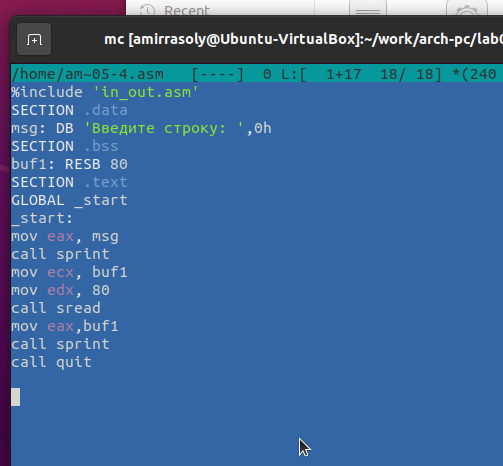 Recent
mc [amirrasoly@Ubuntu-VirtualBox]:~/work/arch-pc/lab0
/home/am~05-4.asm   [----]  0 L:[  1+17  18/ 18] *(240
%include 'in_out.asm'
SECTION .data
msg: DB 'Введите строку: ',0h
SECTION .bss
buf1: RESB 80
SECTION .text
GLOBAL _start
_start:
mov eax, msg
call sprint
mov ecx, buf1
mov edx, 80
call sread
mov eax,buf1
call sprint
call quit